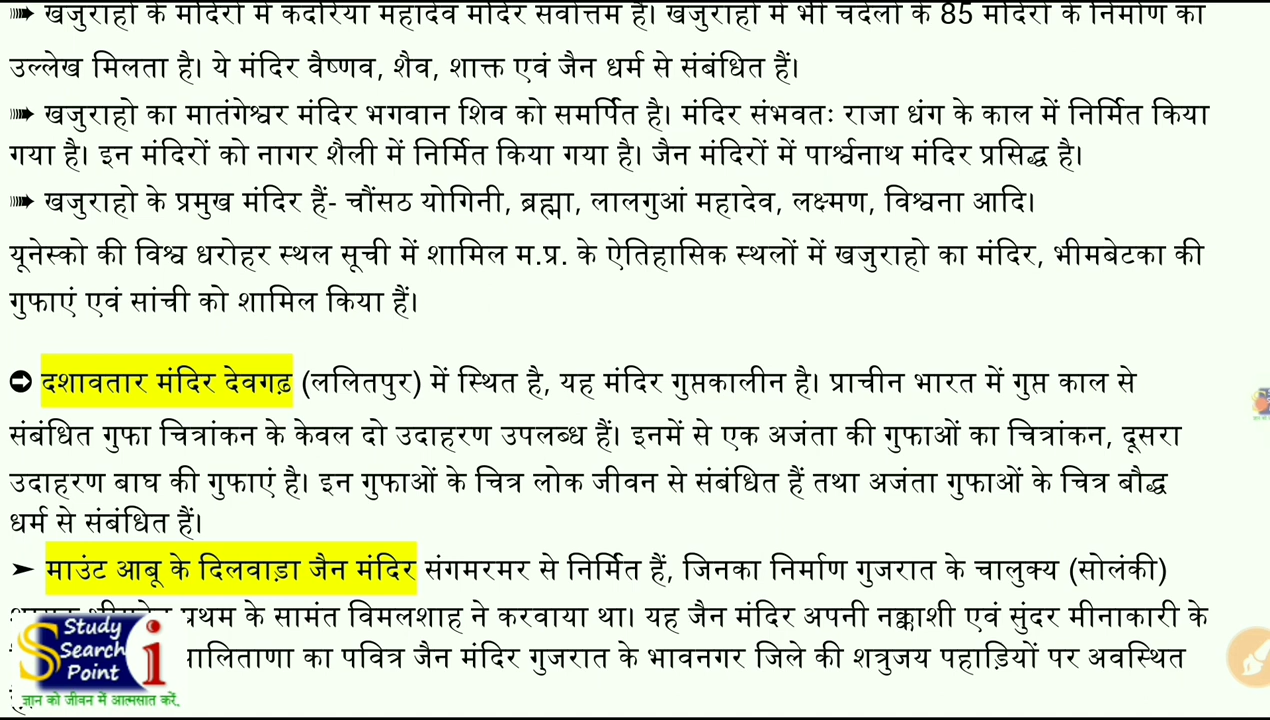 ➠ खजुराहो के मंदिरों में कंदरिया महादेव मंदिर सर्वोत्तम है। खजुराहो में भी चंदेलों के 85 मंदिरों के निर्माण का
उल्लेख मिलता है। ये मंदिर वैष्णव, शैव, शाक्त एवं जैन धर्म से संबंधित हैं।
➠ खजुराहो का मातंगेश्वर मंदिर भगवान शिव को समर्पित है। मंदिर संभवतः राजा धंग के काल में निर्मित किया
गया है। इन मंदिरों को नागर शैली में निर्मित किया गया है। जैन मंदिरों में पार्श्वनाथ मंदिर प्रसिद्ध है।
➠ खजुराहो के प्रमुख मंदिर हैं- चौंसठ योगिनी, ब्रह्मा, लालगुआं महादेव, लक्ष्मण, विश्वना आदि।
यूनेस्को की विश्व धरोहर स्थल सूची में शामिल म.प्र. के ऐतिहासिक स्थलों में खजुराहो का मंदिर, भीमबेटका की
गुफाएं एवं सांची को शामिल किया हैं।
➲ दशावतार मंदिर देवगढ़ (ललितपुर) में स्थित है, यह मंदिर गुप्तकालीन है। प्राचीन भारत में गुप्त काल से
संबंधित गुफा चित्रांकन के केवल दो उदाहरण उपलब्ध हैं। इनमें से एक अजंता की गुफाओं का चित्रांकन, दूसरा
उदाहरण बाघ की गुफाएं है। इन गुफाओं के चित्र लोक जीवन से संबंधित हैं तथा अजंता गुफाओं के चित्र बौद्ध
धर्म से संबंधित हैं।
➤ माउंट आबू के दिलवाड़ा जैन मंदिर संगमरमर से निर्मित हैं, जिनका निर्माण गुजरात के चालुक्य (सोलंकी)
प्रथम के सामंत विमलशाह ने करवाया था। यह जैन मंदिर अपनी नक्काशी एवं सुंदर मीनाकारी के
पालिताणा का पवित्र जैन मंदिर गुजरात के भावनगर जिले की शत्रुजय पहाड़ियों पर अवस्थित
Study
Search
Point
ज्ञान को जीवन में आत्मसात करें.